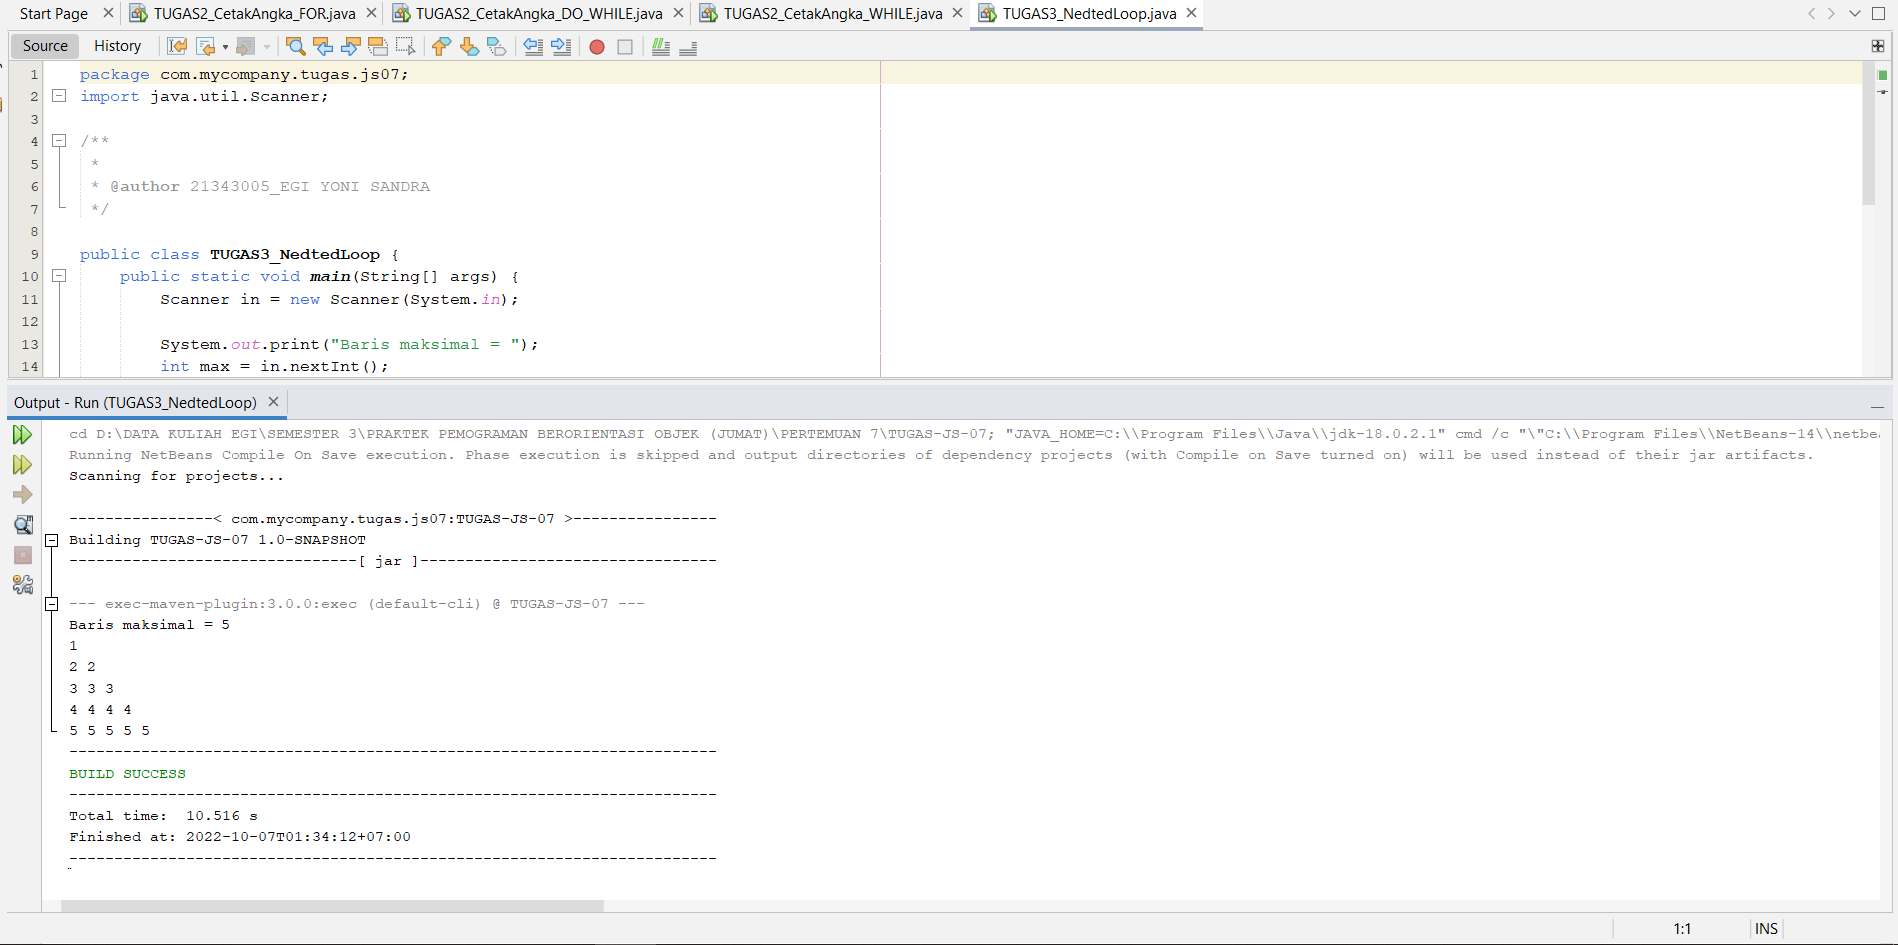 Start Page TUGAS2_CetakAngka_FOR.java TUGAS2_CetakAngka_DO_WHILE.java TUGAS2_CetakAngka_WHILE.java TUGAS3_NedtedLoop.java
Source History
1 package com.mycompany.tugas.js07;
2 import java.util.Scanner;
3
4 /**
5 *
6 * @author 21343005_EGI YONI SANDRA
7 */
8
9 public class TUGAS3_NedtedLoop {
10 public static void main(String[] args) {
11 Scanner in = new Scanner(System.in);
12
13 System.out.print("Baris maksimal = ");
14 int max = in.nextInt();
Output - Run (TUGAS3_NedtedLoop)
cd D:\DATA KULIAH EGI\SEMESTER 3\PRAKTEK PEMOGRAMAN BERORIENTASI OBJEK (JUMAT)\PERTEMUAN 7\TUGAS-JS-07; "JAVA_HOME=C:\\Program Files\\Java\\jdk-18.0.2.1" cmd /c "\"C:\\Program Files\\NetBeans-14\\netbe
Running NetBeans Compile On Save execution. Phase execution is skipped and output directories of dependency projects (with Compile on Save turned on) will be used instead of their jar artifacts.
Scanning for projects...
----------------< com.mycompany.tugas.js07:TUGAS-JS-07 >----------------
Building TUGAS-JS-07 1.0-SNAPSHOT
--------------------------------[ jar ]---------------------------------
--- exec-maven-plugin:3.0.0:exec (default-cli) @ TUGAS-JS-07 ---
Baris maksimal = 5
1
2 2
3 3 3
4 4 4 4
5 5 5 5 5
------------------------------------------------------------------------
BUILD SUCCESS
------------------------------------------------------------------------
Total time:  10.516 s
Finished at: 2022-10-07T01:34:12+07:00
------------------------------------------------------------------------
1:1 INS